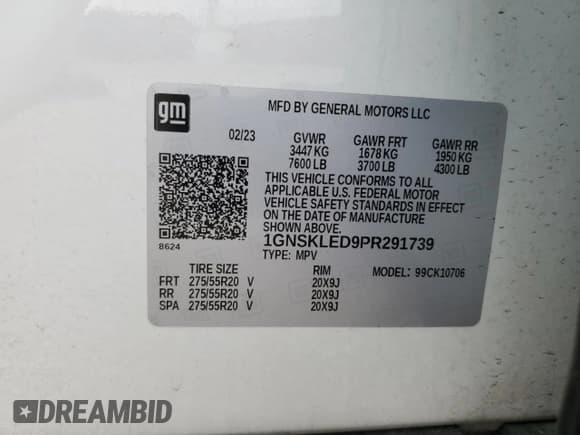 gm
MFD BY GENERAL MOTORS LLC
02/23 GVWR GAWR FRT GAWR RR
3447 KG 1678 KG 1950 KG
7600 LB 3700 LB 4300 LB
THIS VEHICLE CONFORMS TO ALL
APPLICABLE U.S. FEDERAL MOTOR
VEHICLE SAFETY STANDARDS IN
EFFECT ON THE DATE OF MANUFACTURE
SHOWN ABOVE.
1GNSKLED9PR291739
8624
TYPE: MPV
MODEL: 99CK10706
TIRE SIZE RIM
FRT 275/55R20 V 20X9J
RR 275/55R20 V 20X9J
SPA 275/55R20 V 20X9J
DREAMBID